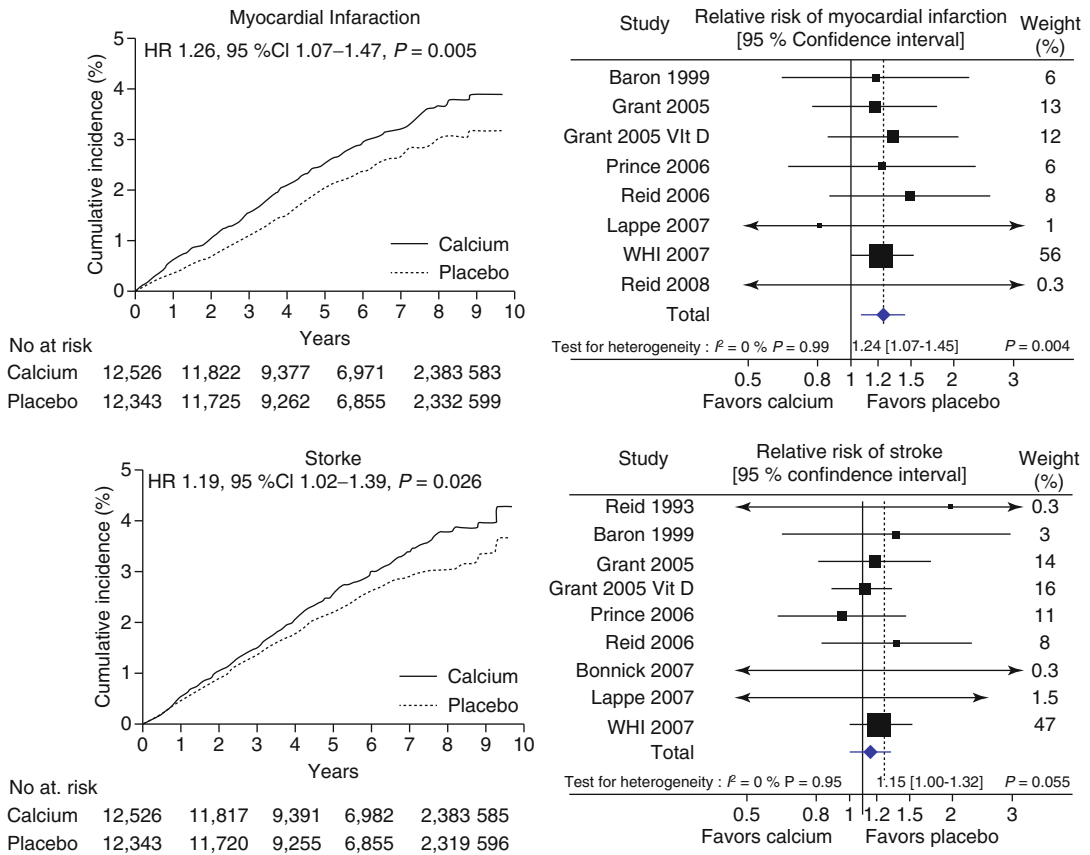 Myocardial Infaraction
HR 1.26, 95 %CI 1.07–1.47, P = 0.005
Cumulative incidence (%)
5
4
3
2
1
0
Calcium
Placebo
0 1 2 3 4 5 6 7 8 9 10
Years
No at risk
Calcium 12,526 11,822 9,377 6,971 2,383 583
Placebo 12,343 11,725 9,262 6,855 2,332 599
Study Relative risk of myocardial infarction Weight
[95 % Confidence interval] (%)
Baron 1999 6
Grant 2005 13
Grant 2005 VIt D 12
Prince 2006 6
Reid 2006 8
Lappe 2007 1
WHI 2007 56
Reid 2008 0.3
Total
Test for heterogeneity : I² = 0 % P = 0.99 1.24 [1.07-1.45] P = 0.004
0.5 0.8 1 1.2 1.5 2 3
Favors calcium Favors placebo
Storke
HR 1.19, 95 %CI 1.02–1.39, P = 0.026
Cumulative incidence (%)
5
4
3
2
1
0
Calcium
Placebo
0 1 2 3 4 5 6 7 8 9 10
Years
No at. risk
Calcium 12,526 11,817 9,391 6,982 2,383 585
Placebo 12,343 11,720 9,255 6,855 2,319 596
Study Relative risk of stroke Weight
[95 % confindence interval] (%)
Reid 1993 0.3
Baron 1999 3
Grant 2005 14
Grant 2005 Vit D 16
Prince 2006 11
Reid 2006 8
Bonnick 2007 0.3
Lappe 2007 1.5
WHI 2007 47
Total
Test for heterogeneity : I² = 0 % P = 0.95 1.15 [1.00-1.32] P = 0.055
0.5 0.8 1 1.2 1.5 2 3
Favors calcium Favors placebo